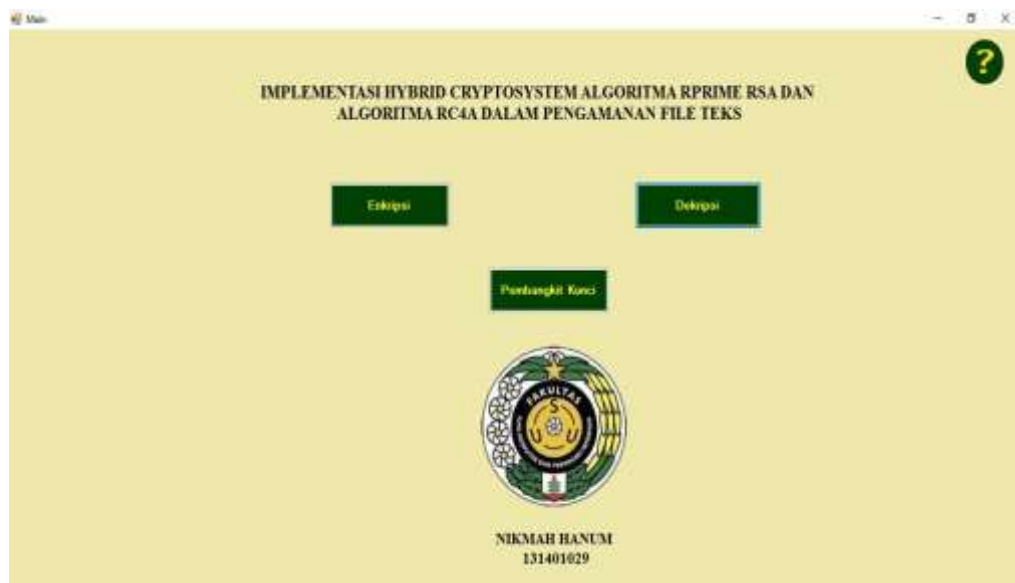 Main
?
IMPLEMENTASI HYBRID CRYPTOSYSTEM ALGORITMA RPRIME RSA DAN
ALGORITMA RC4A DALAM PENGAMANAN FILE TEKS
Enkripsi
Dekripsi
Pembangkit Kunci
FAKULTAS
U S U
NIKMAH HANUM
131401029